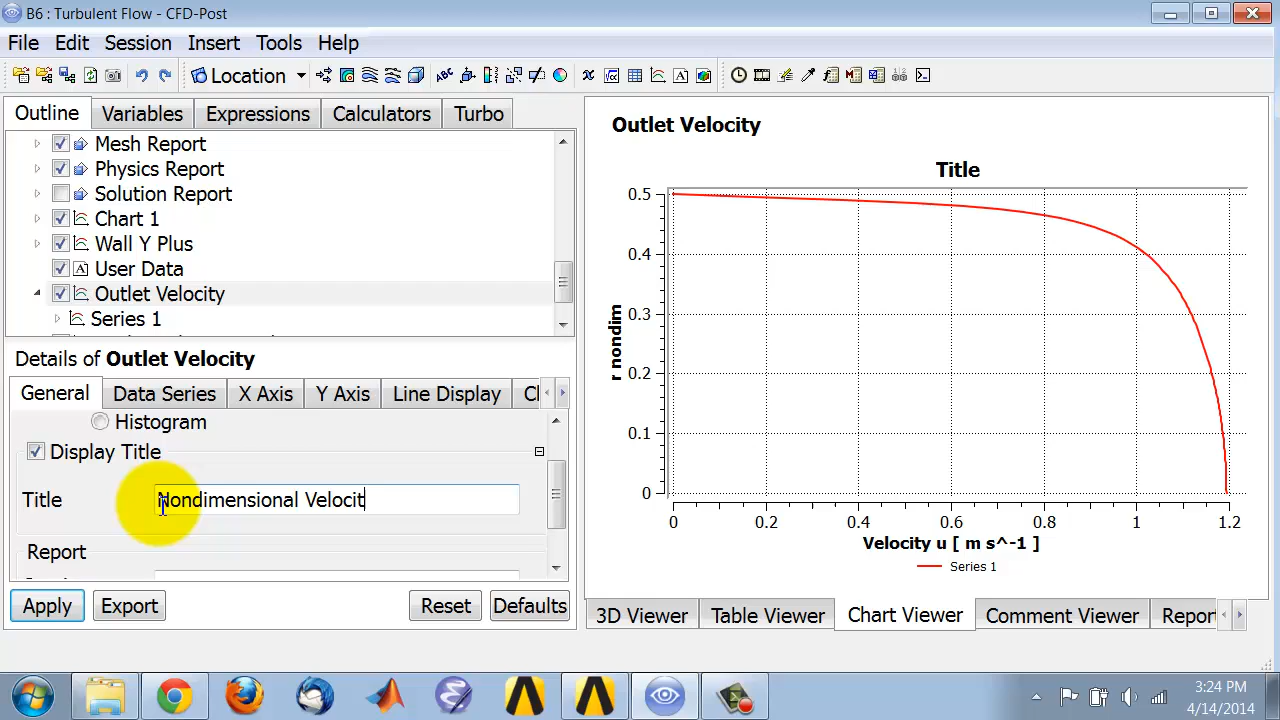 B6 : Turbulent Flow - CFD-Post
File Edit Session Insert Tools Help
Location
Outline Variables Expressions Calculators Turbo
Mesh Report
Physics Report
Solution Report
Chart 1
Wall Y Plus
User Data
Outlet Velocity
Series 1
Details of Outlet Velocity
General Data Series X Axis Y Axis Line Display
Histogram
Display Title
Title Nondimensional Velocit
Report
Apply Export Reset Defaults
Outlet Velocity
Title
0.5
0.4
0.3
0.2
0.1
0
r nondim
0 0.2 0.4 0.6 0.8 1 1.2
Velocity u [ m s^-1 ]
Series 1
3D Viewer Table Viewer Chart Viewer Comment Viewer Report
3:24 PM
4/14/2014